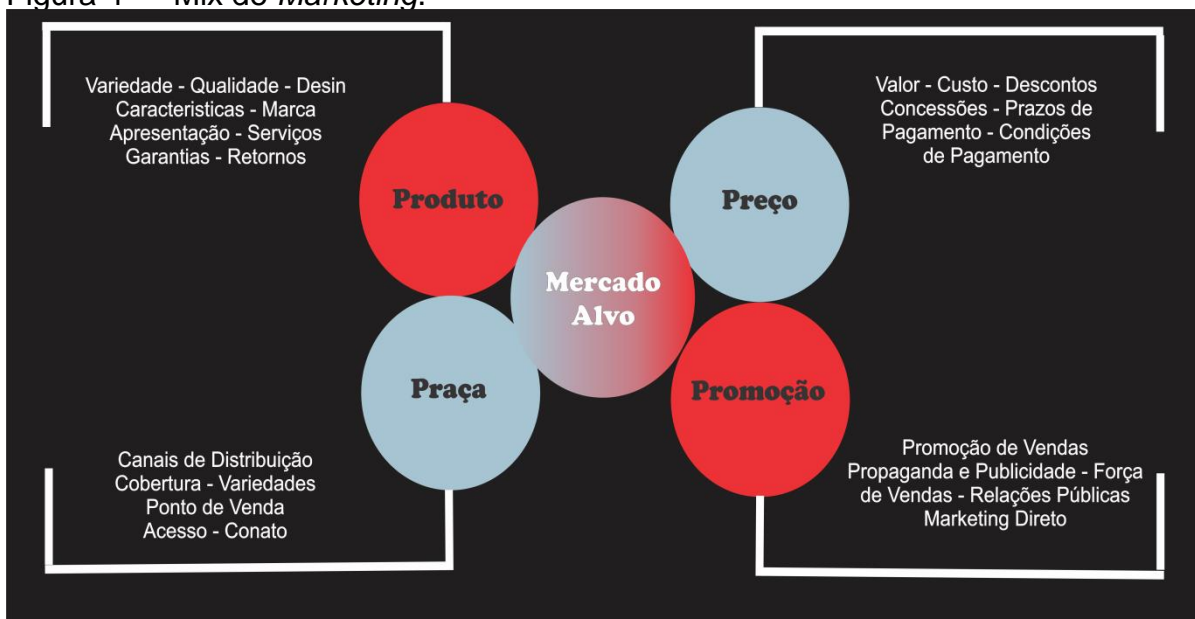 Mix de Marketing.
Variedade - Qualidade - Desin
Caracteristicas - Marca
Apresentação - Serviços
Garantias - Retornos
Valor - Custo - Descontos
Concessões - Prazos de
Pagamento - Condições
de Pagamento
Produto
Preço
Mercado
Alvo
Praça
Promoção
Canais de Distribuição
Cobertura - Variedades
Ponto de Venda
Acesso - Conato
Promoção de Vendas
Propaganda e Publicidade - Força
de Vendas - Relações Públicas
Marketing Direto